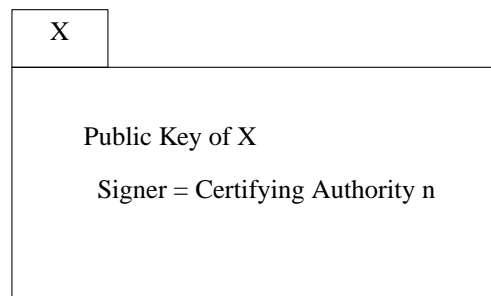 X
Public Key of X
Signer = Certifying Authority n